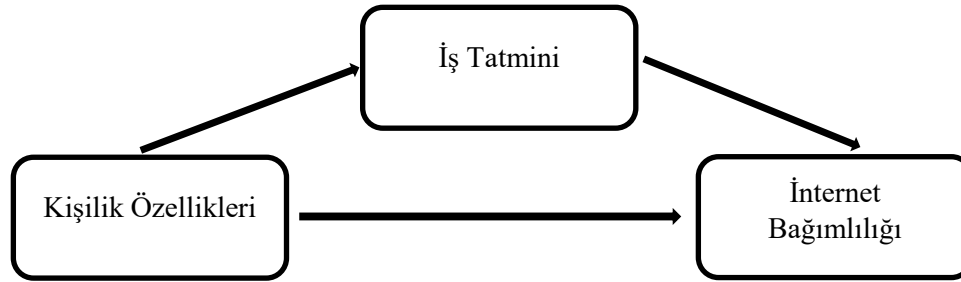 İş Tatmini
Kişilik Özellikleri
İnternet
Bağımlılığı